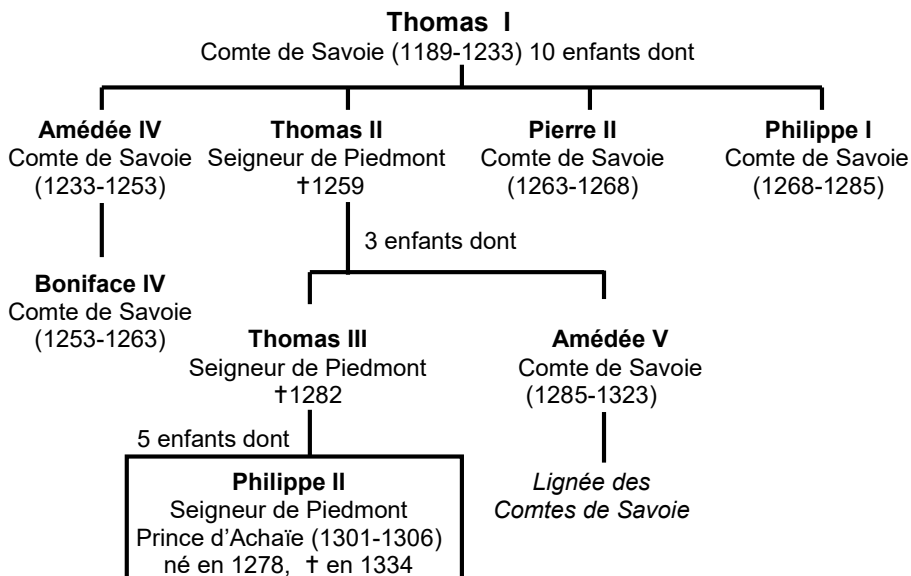 Thomas I
Comte de Savoie (1189-1233) 10 enfants dont
Amédée IV
Comte de Savoie
(1233-1253)
Thomas II
Seigneur de Piedmont
†1259
Pierre II
Comte de Savoie
(1263-1268)
Philippe I
Comte de Savoie
(1268-1285)
3 enfants dont
Boniface IV
Comte de Savoie
(1253-1263)
Thomas III
Seigneur de Piedmont
†1282
Amédée V
Comte de Savoie
(1285-1323)
5 enfants dont
Philippe II
Seigneur de Piedmont
Prince d'Achaïe (1301-1306)
né en 1278, † en 1334
Lignée des
Comtes de Savoie